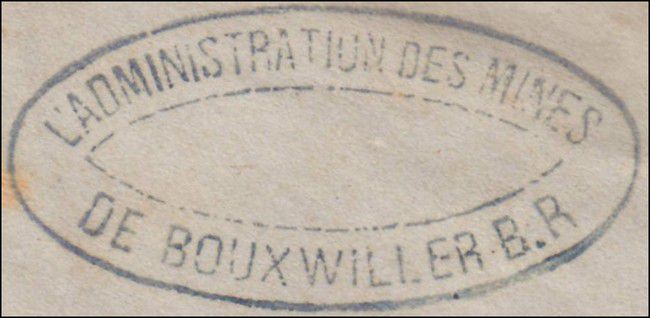 L'ADMINISTRATION DES MINES
DE BOUXWILLER.B.R